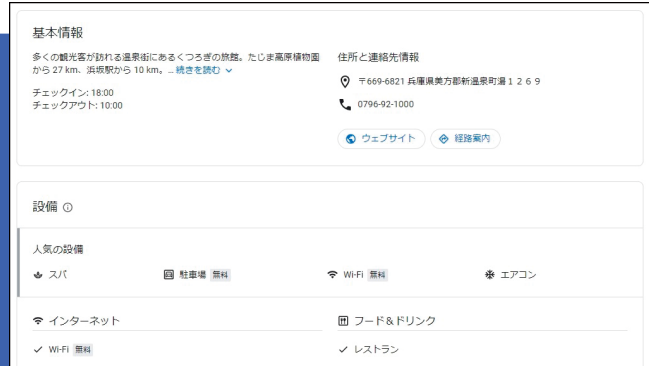 基本情報
多くの観光客が訪れる温泉街にあるくつろぎの旅館。たじま高原植物園
から 27 km、浜坂駅から 10 km。... 続きを読む
チェックイン: 18:00
チェックアウト: 10:00
住所と連絡先情報
〒669-6821 兵庫県美方郡新温泉町湯１２６９
0796-92-1000
ウェブサイト
経路案内
設備
人気の設備
スパ
駐車場 無料
Wi-Fi 無料
エアコン
インターネット
Wi-Fi 無料
フード＆ドリンク
レストラン